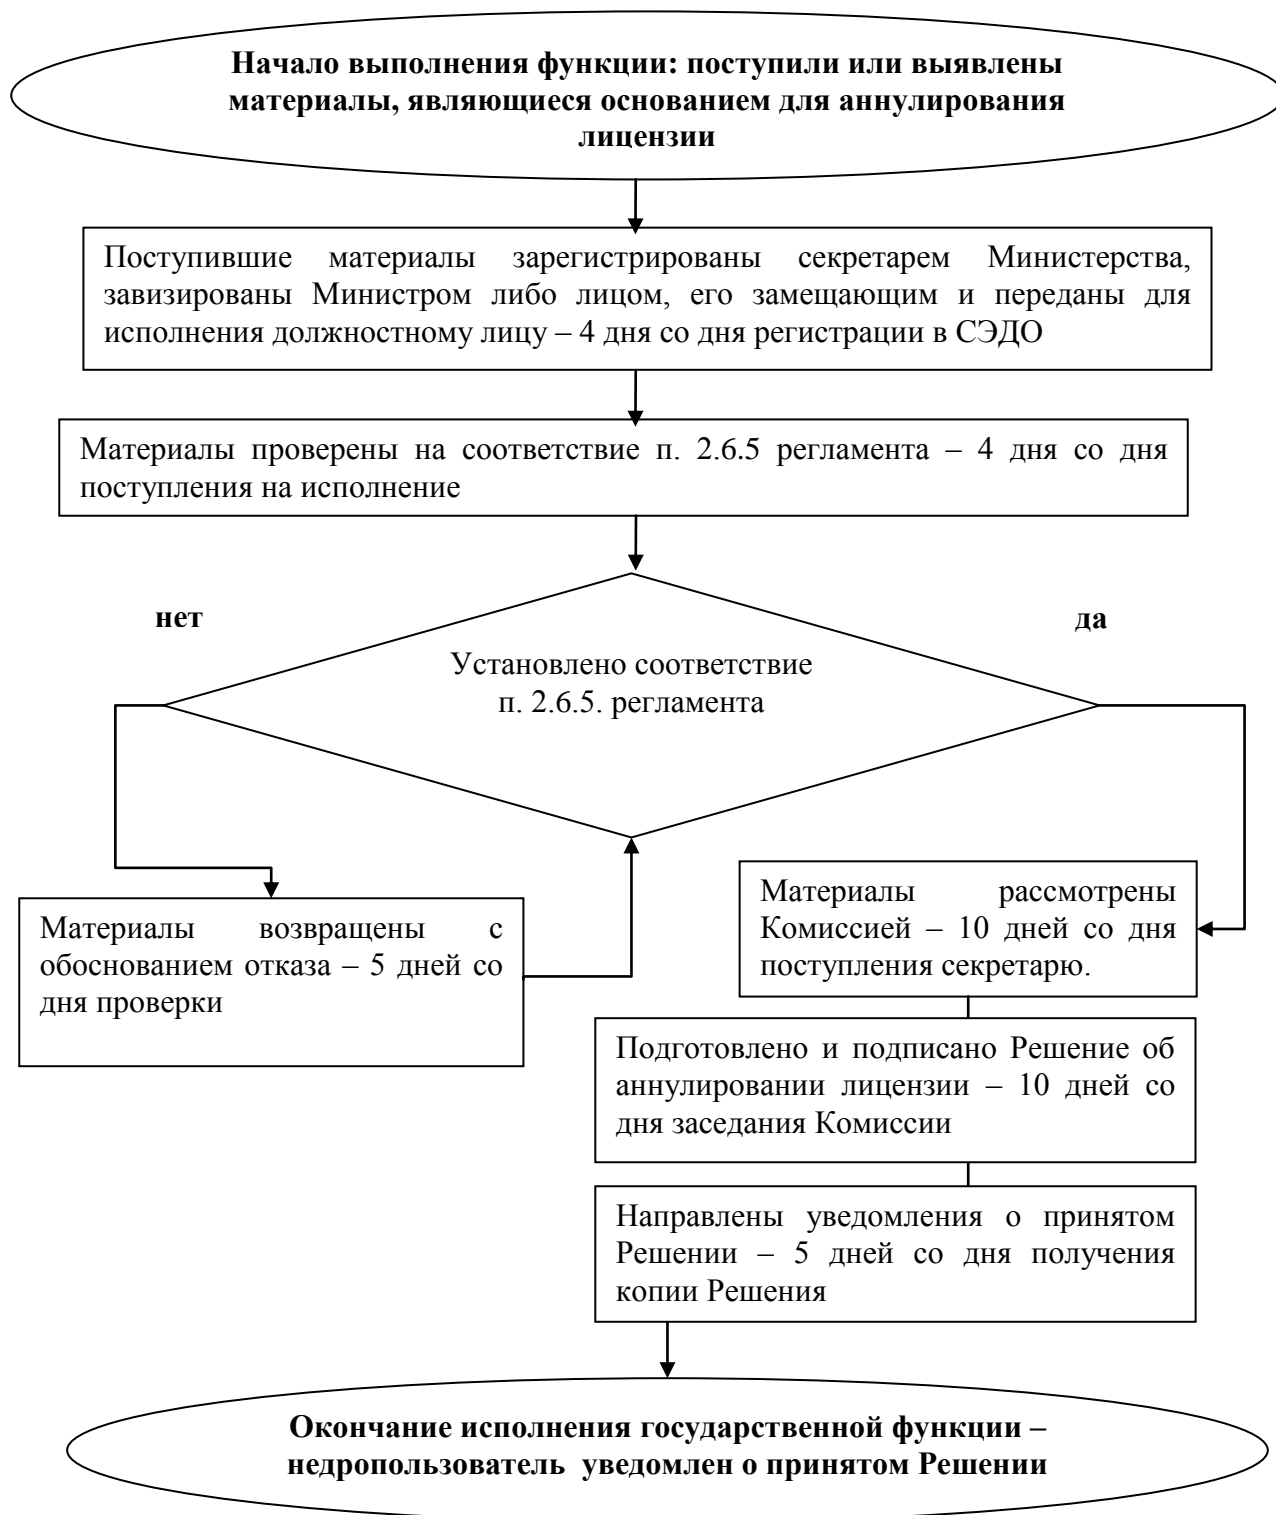 Начало выполнения функции: поступили или выявлены
материалы, являющиеся основанием для аннулирования
лицензии
Поступившие материалы зарегистрированы секретарем Министерства,
завизированы Министром либо лицом, его замещающим и переданы для
исполнения должностному лицу – 4 дня со дня регистрации в СЭДО
Материалы проверены на соответствие п. 2.6.5 регламента – 4 дня со дня
поступления на исполнение
нет
да
Установлено соответствие
п. 2.6.5. регламента
Материалы возвращены с
обоснованием отказа – 5 дней со
дня проверки
Материалы рассмотрены
Комиссией – 10 дней со дня
поступления секретарю.
Подготовлено и подписано Решение об
аннулировании лицензии – 10 дней со
дня заседания Комиссии
Направлены уведомления о принятом
Решении – 5 дней со дня получения
копии Решения
Окончание исполнения государственной функции –
недропользователь уведомлен о принятом Решении